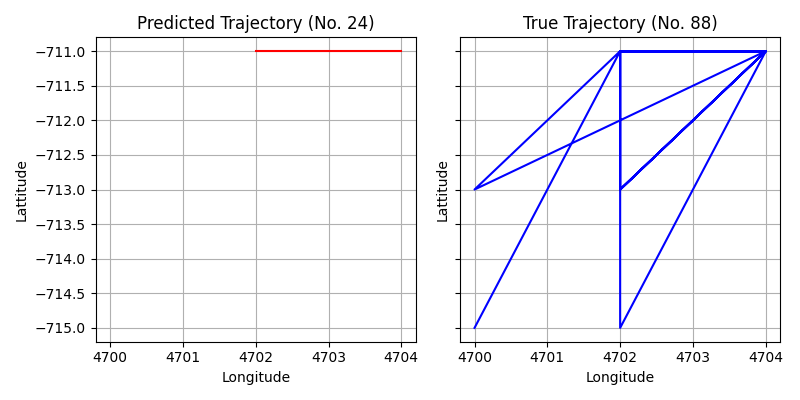 Predicted Trajectory (No. 24)
−711.0
−711.5
−712.0
−712.5
−713.0
−713.5
−714.0
−714.5
−715.0
Lattitude
4700 4701 4702 4703 4704
Longitude
True Trajectory (No. 88)
Lattitude
4700 4701 4702 4703 4704
Longitude